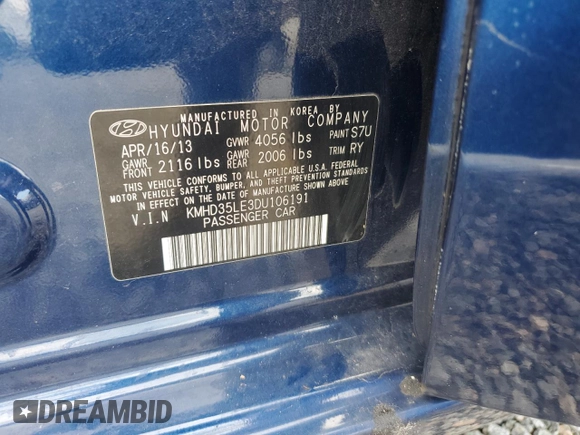 MANUFACTURED IN KOREA BY
HYUNDAI MOTOR COMPANY
APR/16/13 GVWR 4056 lbs PAINT S7U
GAWR FRONT 2116 lbs GAWR REAR 2006 lbs TRIM RY
THIS VEHICLE CONFORMS TO ALL APPLICABLE U.S.A. FEDERAL
MOTOR VEHICLE SAFETY, BUMPER, AND THEFT PREVENTION
STANDARDS IN EFFECT ON THE DATE OF MANUFACTURE
SHOWN ABOVE.
V.I.N KMHD35LE3DU106191
PASSENGER CAR
DREAMBID